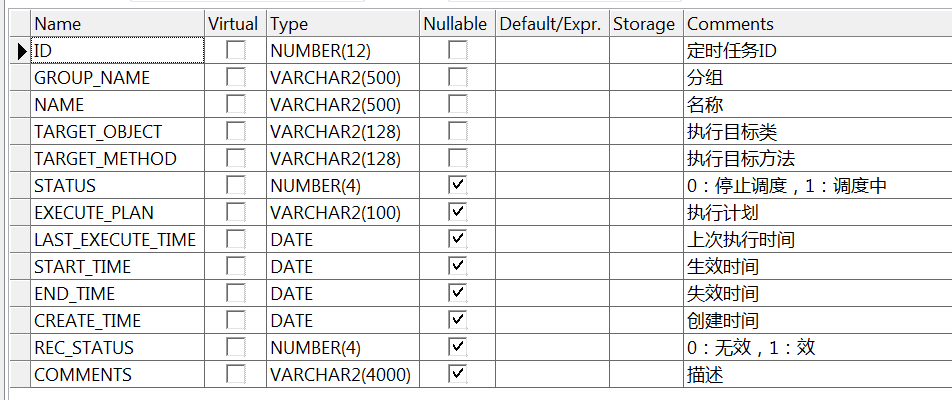 Name Virtual Type Nullable Default/Expr. Storage Comments
ID NUMBER(12) 定时任务ID
GROUP_NAME VARCHAR2(500) 分组
NAME VARCHAR2(500) 名称
TARGET_OBJECT VARCHAR2(128) 执行目标类
TARGET_METHOD VARCHAR2(128) 执行目标方法
STATUS NUMBER(4) 0：停止调度，1：调度中
EXECUTE_PLAN VARCHAR2(100) 执行计划
LAST_EXECUTE_TIME DATE 上次执行时间
START_TIME DATE 生效时间
END_TIME DATE 失效时间
CREATE_TIME DATE 创建时间
REC_STATUS NUMBER(4) 0：无效，1：效
COMMENTS VARCHAR2(4000) 描述